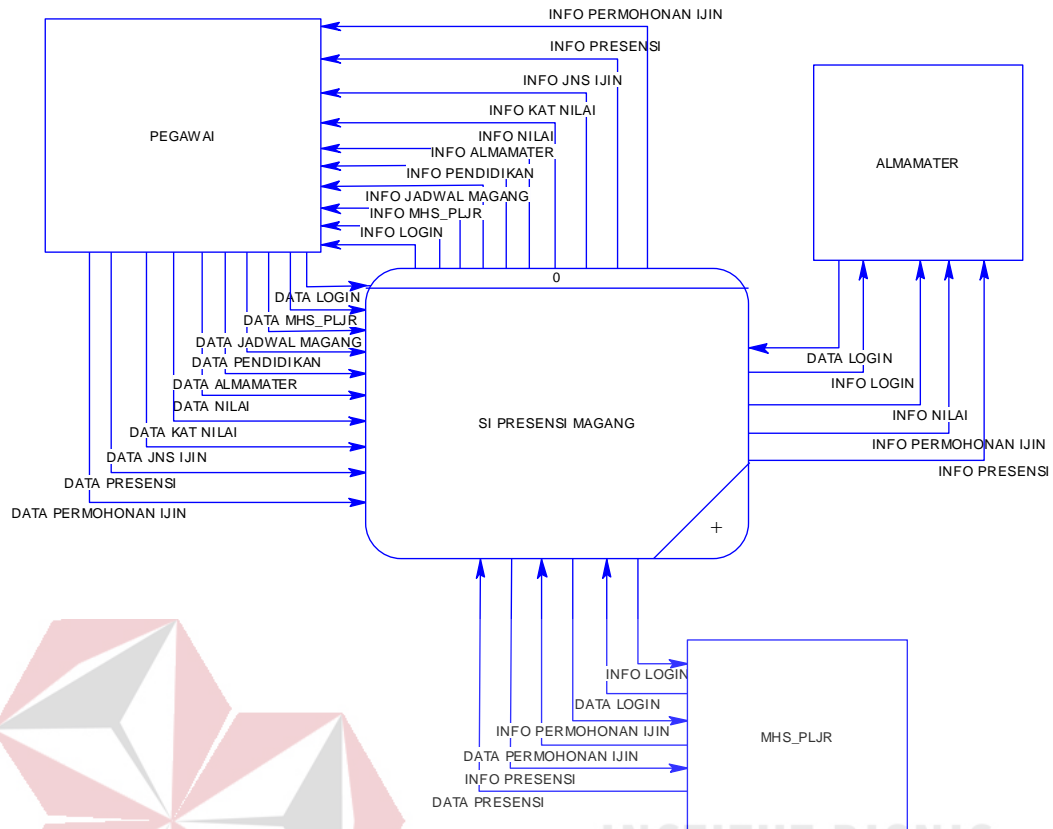 INFO PERMOHONAN IJIN
INFO PRESENSI
INFO JNS IJIN
INFO KAT NILAI
INFO NILAI
INFO ALMAMATER
INFO PENDIDIKAN
INFO JADWAL MAGANG
INFO MHS_PLJR
INFO LOGIN
PEGAWAI
ALMAMATER
0
DATA LOGIN
DATA MHS_PLJR
DATA JADWAL MAGANG
DATA PENDIDIKAN
DATA ALMAMATER
DATA NILAI
DATA KAT NILAI
DATA JNS IJIN
DATA PRESENSI
DATA PERMOHONAN IJIN
SI PRESENSI MAGANG
+
DATA LOGIN
INFO LOGIN
INFO NILAI
INFO PERMOHONAN IJIN
INFO PRESENSI
INFO LOGIN
DATA LOGIN
INFO PERMOHONAN IJIN
DATA PERMOHONAN IJIN
INFO PRESENSI
DATA PRESENSI
MHS_PLJR